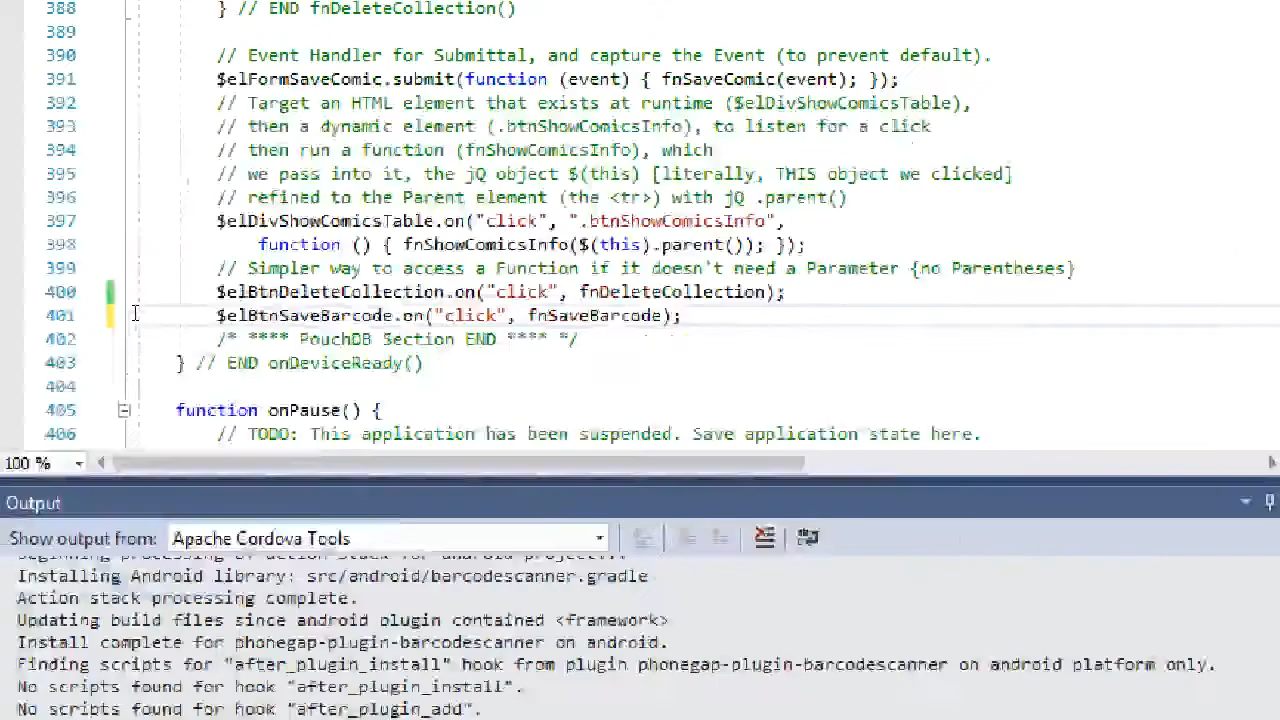 388 } // END fnDeleteCollection()
389
390 // Event Handler for Submittal, and capture the Event (to prevent default).
391 $elFormSaveComic.submit(function (event) { fnSaveComic(event); });
392 // Target an HTML element that exists at runtime ($elDivShowComicsTable),
393 // then a dynamic element (.btnShowComicsInfo), to listen for a click
394 // then run a function (fnShowComicsInfo), which
395 // we pass into it, the jQ object $(this) [literally, THIS object we clicked]
396 // refined to the Parent element (the <tr>) with jQ .parent()
397 $elDivShowComicsTable.on("click", ".btnShowComicsInfo",
398 function () { fnShowComicsInfo($(this).parent()); });
399 // Simpler way to access a Function if it doesn't need a Parameter {no Parentheses}
400 $elBtnDeleteCollection.on("click", fnDeleteCollection);
401 $elBtnSaveBarcode.on("click", fnSaveBarcode);
402 /* **** PouchDB Section END **** */
403 } // END onDeviceReady()
404
405 function onPause() {
406 // TODO: This application has been suspended. Save application state here.
100 %
Output
Show output from: Apache Cordova Tools
Beginning processing of action stack for android project...
Installing Android library: src/android/barcodescanner.gradle
Action stack processing complete.
Updating build files since android plugin contained <framework>
Install complete for phonegap-plugin-barcodescanner on android.
Finding scripts for "after_plugin_install" hook from plugin phonegap-plugin-barcodescanner on android platform only.
No scripts found for hook "after_plugin_install".
No scripts found for hook "after_plugin_add".